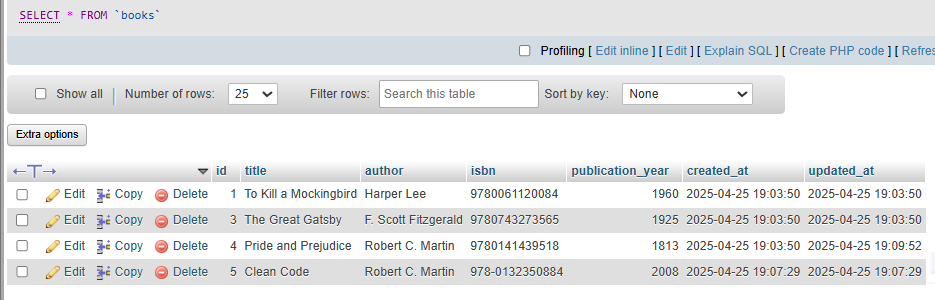 SELECT * FROM `books`
Profiling [ Edit inline ] [ Edit ] [ Explain SQL ] [ Create PHP code ] [ Refres
Show all Number of rows: 25 Filter rows: Search this table Sort by key: None
Extra options
←T→ id title author isbn publication_year created_at updated_at
Edit Copy Delete 1 To Kill a Mockingbird Harper Lee 9780061120084 1960 2025-04-25 19:03:50 2025-04-25 19:03:50
Edit Copy Delete 3 The Great Gatsby F. Scott Fitzgerald 9780743273565 1925 2025-04-25 19:03:50 2025-04-25 19:03:50
Edit Copy Delete 4 Pride and Prejudice Robert C. Martin 9780141439518 1813 2025-04-25 19:03:50 2025-04-25 19:09:52
Edit Copy Delete 5 Clean Code Robert C. Martin 978-0132350884 2008 2025-04-25 19:07:29 2025-04-25 19:07:29